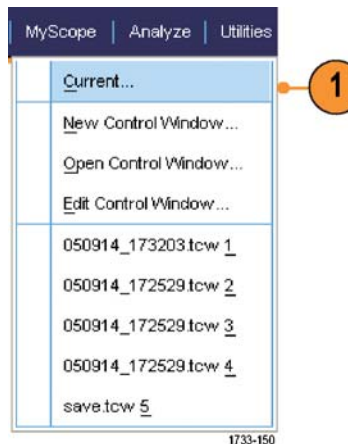 MyScope | Analyze | Utilities
Current...
1
New Control Window...
Open Control Window...
Edit Control Window...
050914_173203.tcw 1
050914_172529.tcw 2
050914_172529.tcw 3
050914_172529.tcw 4
save.tcw 5
1733-150